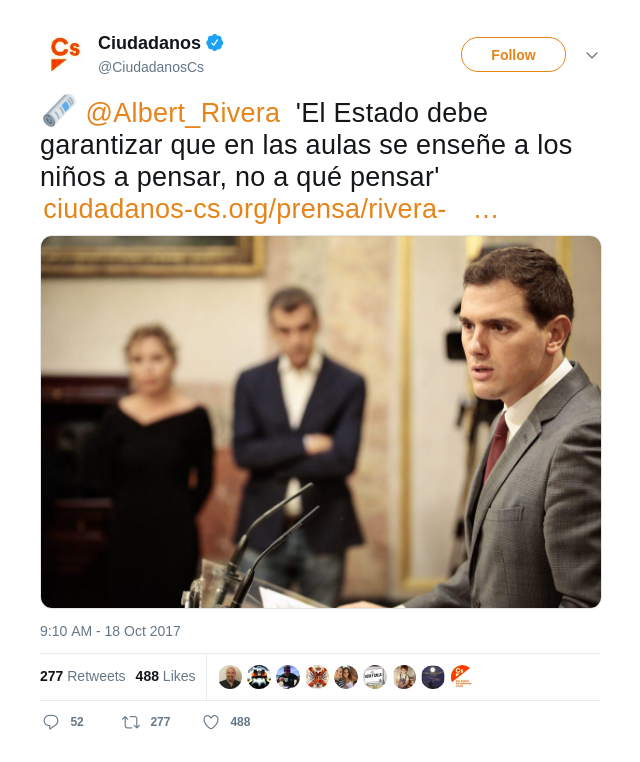 Cs
Ciudadanos
@CiudadanosCs
Follow
@Albert_Rivera 'El Estado debe
garantizar que en las aulas se enseñe a los
niños a pensar, no a qué pensar'
ciudadanos-cs.org/prensa/rivera- …
9:10 AM - 18 Oct 2017
277 Retweets 488 Likes
52 277 488